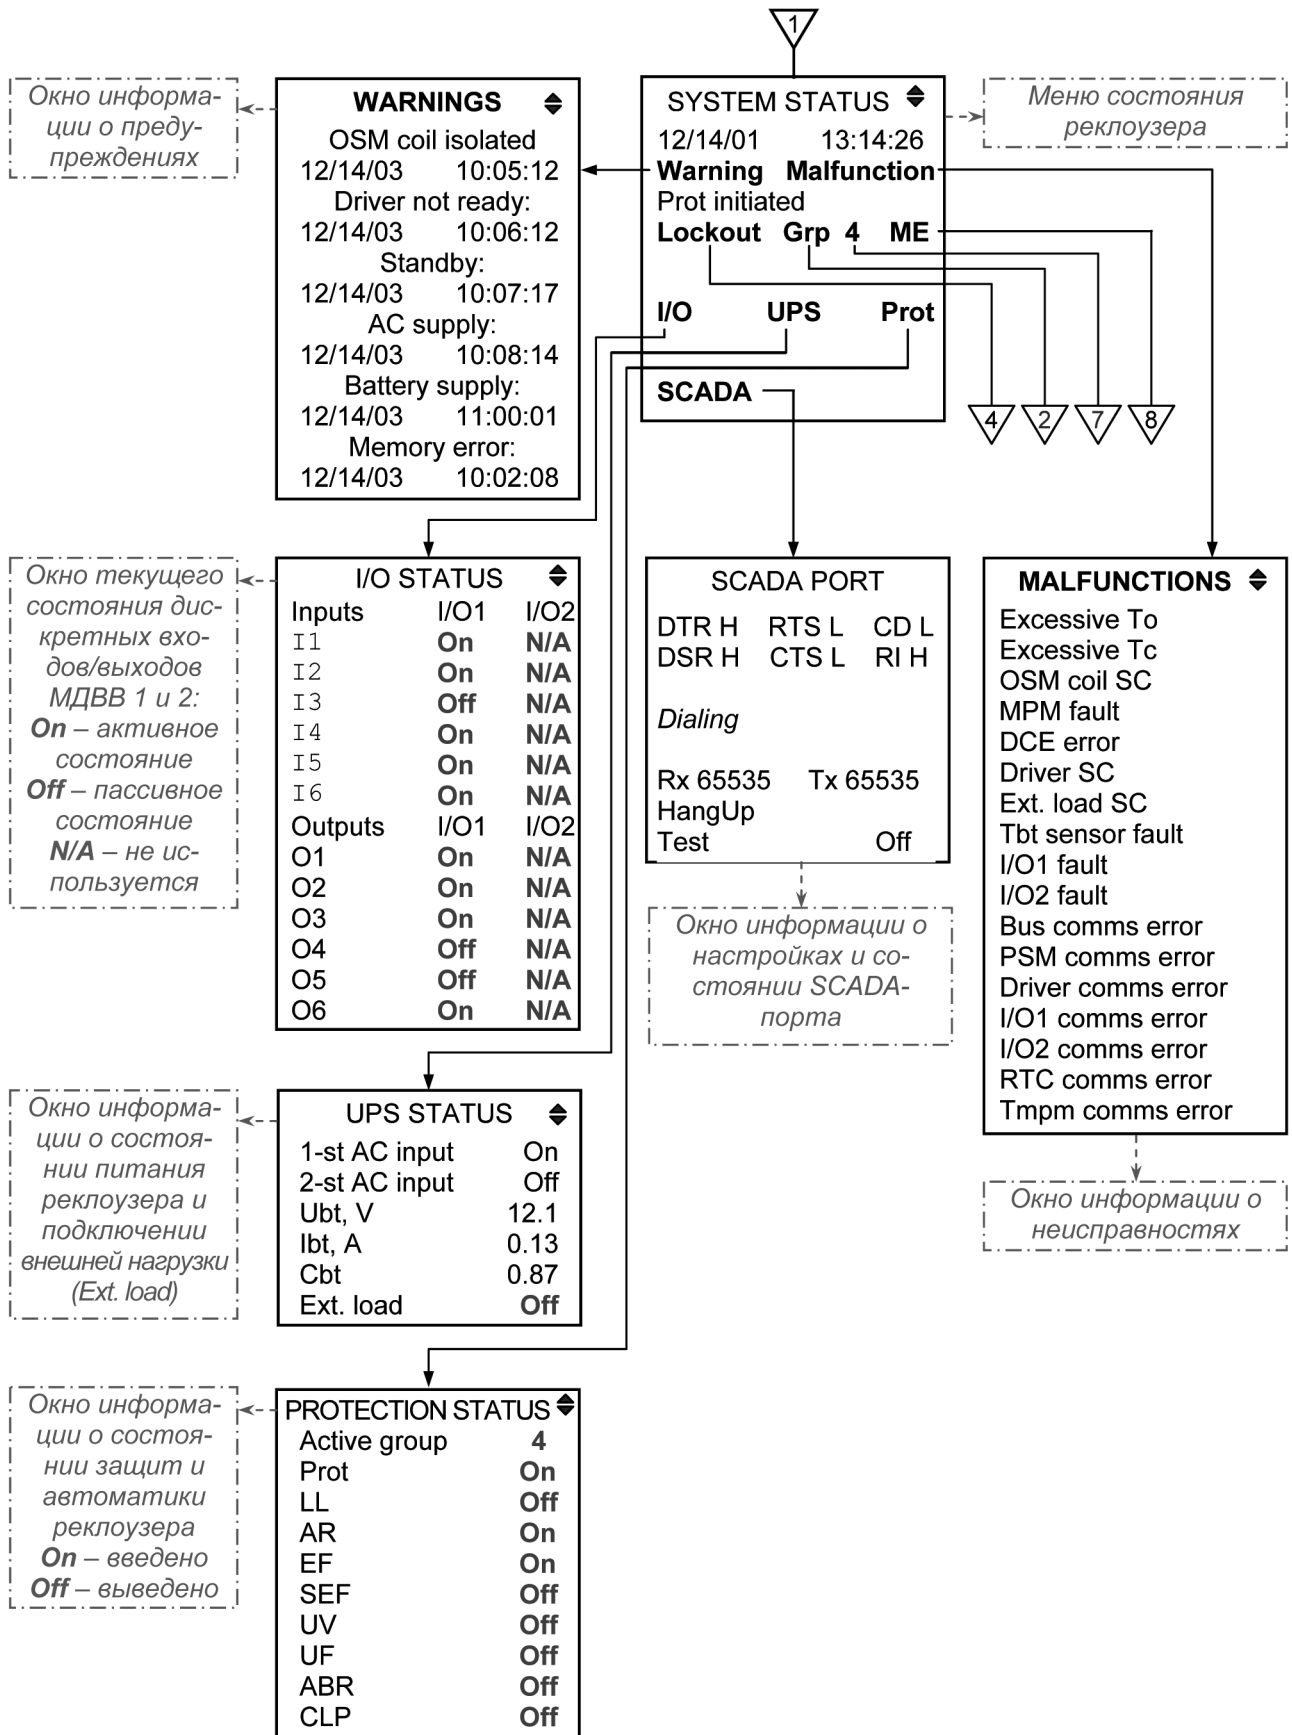 1
Окно информа-
ции о преду-
преждениях
WARNINGS
OSM coil isolated
12/14/03 10:05:12
Driver not ready:
12/14/03 10:06:12
Standby:
12/14/03 10:07:17
AC supply:
12/14/03 10:08:14
Battery supply:
12/14/03 11:00:01
Memory error:
12/14/03 10:02:08
SYSTEM STATUS
12/14/01 13:14:26
Warning Malfunction
Prot initiated
Lockout Grp 4 ME
I/O UPS Prot
SCADA
Меню состояния
реклоузера
4 2 7 8
Окно текущего
состояния дис-
кретных вхо-
дов/выходов
МДВВ 1 и 2:
On – активное
состояние
Off – пассивное
состояние
N/A – не ис-
пользуется
I/O STATUS
Inputs I/O1 I/O2
I1 On N/A
I2 On N/A
I3 Off N/A
I4 On N/A
I5 On N/A
I6 On N/A
Outputs I/O1 I/O2
O1 On N/A
O2 On N/A
O3 On N/A
O4 Off N/A
O5 Off N/A
O6 On N/A
SCADA PORT
DTR H RTS L CD L
DSR H CTS L RI H
Dialing
Rx 65535 Tx 65535
HangUp
Test Off
Окно информации о
настройках и со-
стоянии SCADA-
порта
MALFUNCTIONS
Excessive To
Excessive Tc
OSM coil SC
MPM fault
DCE error
Driver SC
Ext. load SC
Tbt sensor fault
I/O1 fault
I/O2 fault
Bus comms error
PSM comms error
Driver comms error
I/O1 comms error
I/O2 comms error
RTC comms error
Tmpm comms error
Окно информации о
неисправностях
Окно информа-
ции о состоя-
нии питания
реклоузера и
подключении
внешней нагрузки
(Ext. load)
UPS STATUS
1-st AC input On
2-st AC input Off
Ubt, V 12.1
Ibt, A 0.13
Cbt 0.87
Ext. load Off
Окно информа-
ции о состоя-
нии защит и
автоматики
реклоузера
On – введено
Off – выведено
PROTECTION STATUS
Active group 4
Prot On
LL Off
AR On
EF On
SEF Off
UV Off
UF Off
ABR Off
CLP Off